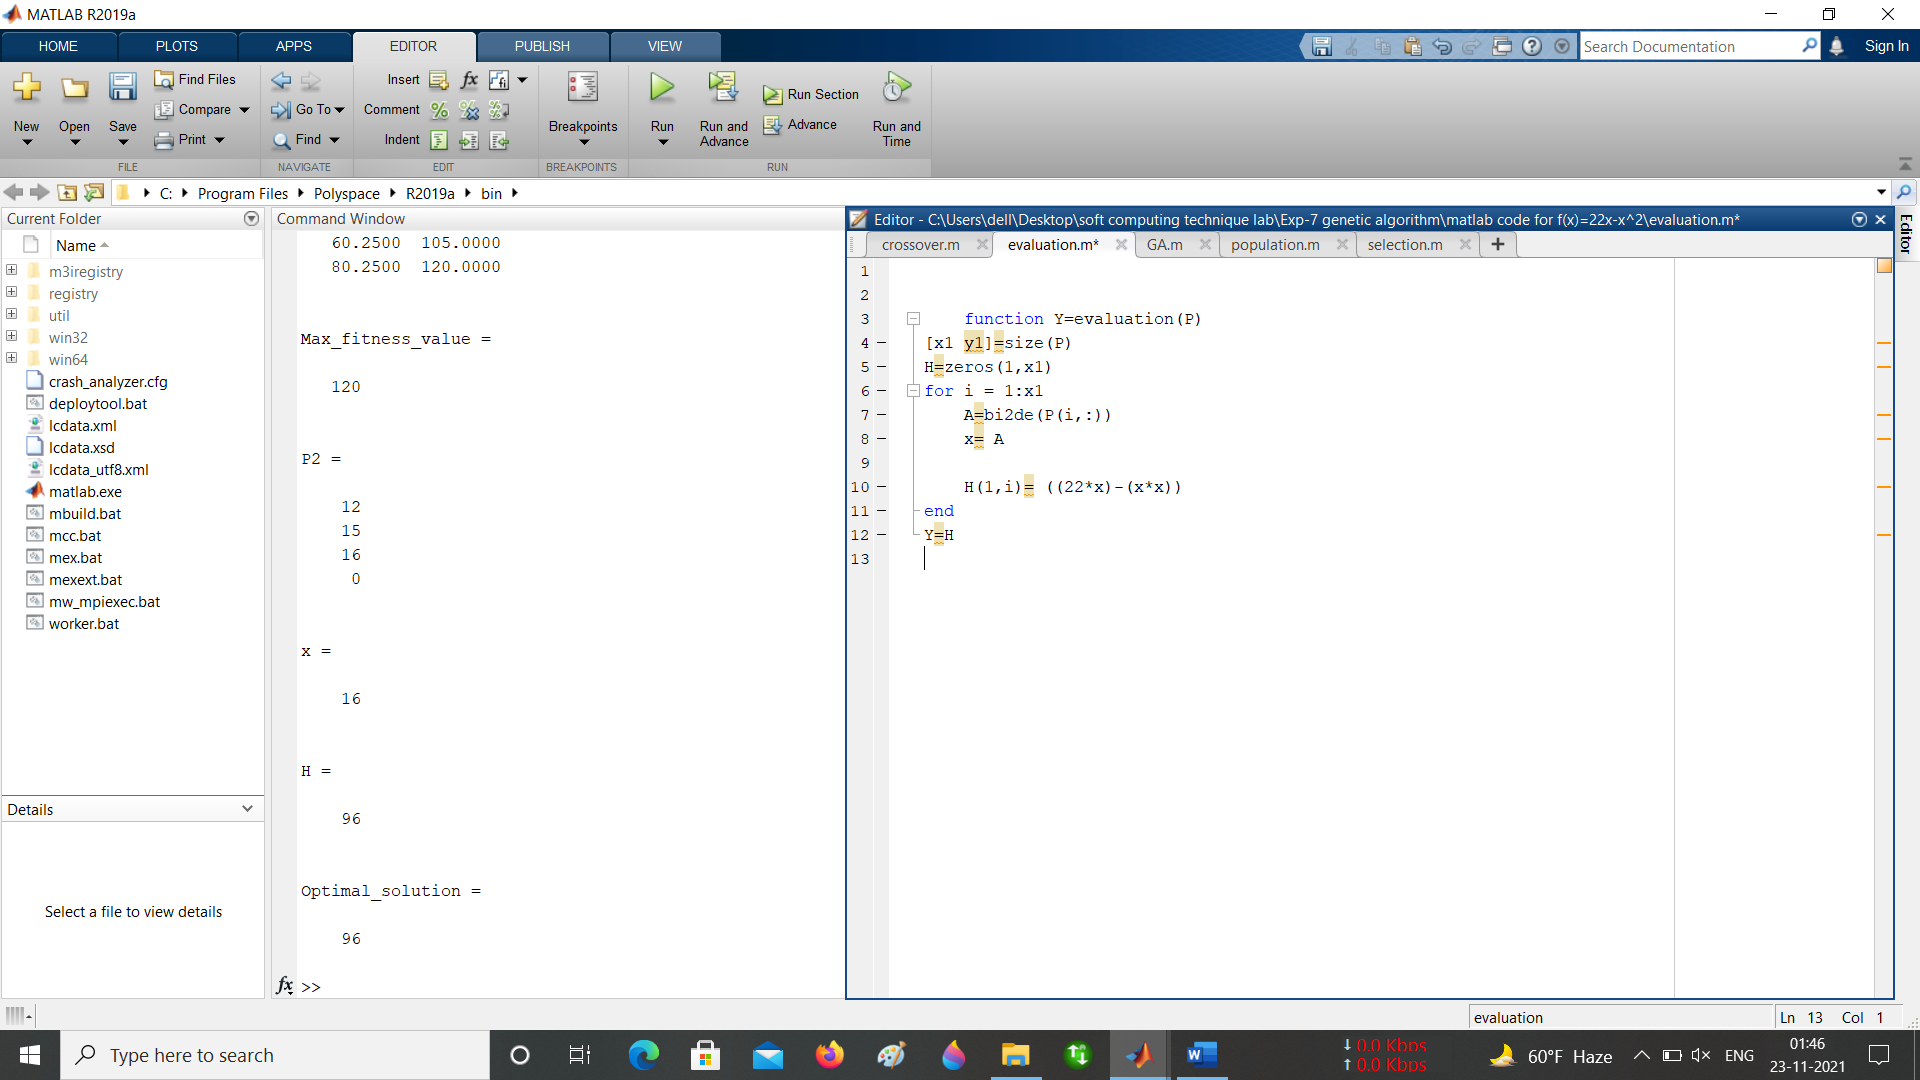 MATLAB R2019a
HOME PLOTS APPS EDITOR PUBLISH VIEW
Search Documentation
Sign In
Find Files Insert
Compare Go To Comment Run Section
New Open Save Print Find Indent Breakpoints Run Run and Advance Advance Run and Time
FILE NAVIGATE EDIT BREAKPOINTS RUN
C: Program Files Polyspace R2019a bin
Current Folder
Name
m3iregistry
registry
util
win32
win64
crash_analyzer.cfg
deploytool.bat
lcdata.xml
lcdata.xsd
lcdata_utf8.xml
matlab.exe
mbuild.bat
mcc.bat
mex.bat
mexext.bat
mw_mpiexec.bat
worker.bat
Details
Select a file to view details
Command Window
60.2500 105.0000
80.2500 120.0000
Max_fitness_value =
120
P2 =
12
15
16
0
x =
16
H =
96
Optimal_solution =
96
fx >>
Editor - C:\Users\dell\Desktop\soft computing technique lab\Exp-7 genetic algorithm\matlab code for f(x)=22x-x^2\evaluation.m*
Editor
crossover.m evaluation.m* GA.m population.m selection.m
1
2
3 function Y=evaluation(P)
4 [x1 y1]=size(P)
5 H=zeros(1,x1)
6 for i = 1:x1
7 A=bi2de(P(i,:))
8 x= A
9
10 H(1,i)= ((22*x)-(x*x))
11 end
12 Y=H
13
evaluation Ln 13 Col 1
Type here to search
0.0 Kbps
0.0 Kbps
60°F Haze ENG
01:46
23-11-2021